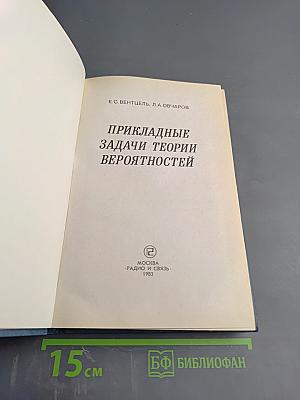 Е. С. ВЕНТЦЕЛЬ, Л. А. ОВЧАРОВ
ПРИКЛАДНЫЕ
ЗАДАЧИ ТЕОРИИ
ВЕРОЯТНОСТЕЙ
МОСКВА
«РАДИО И СВЯЗЬ»
1983
15 см
БФ БИБЛИОФАН